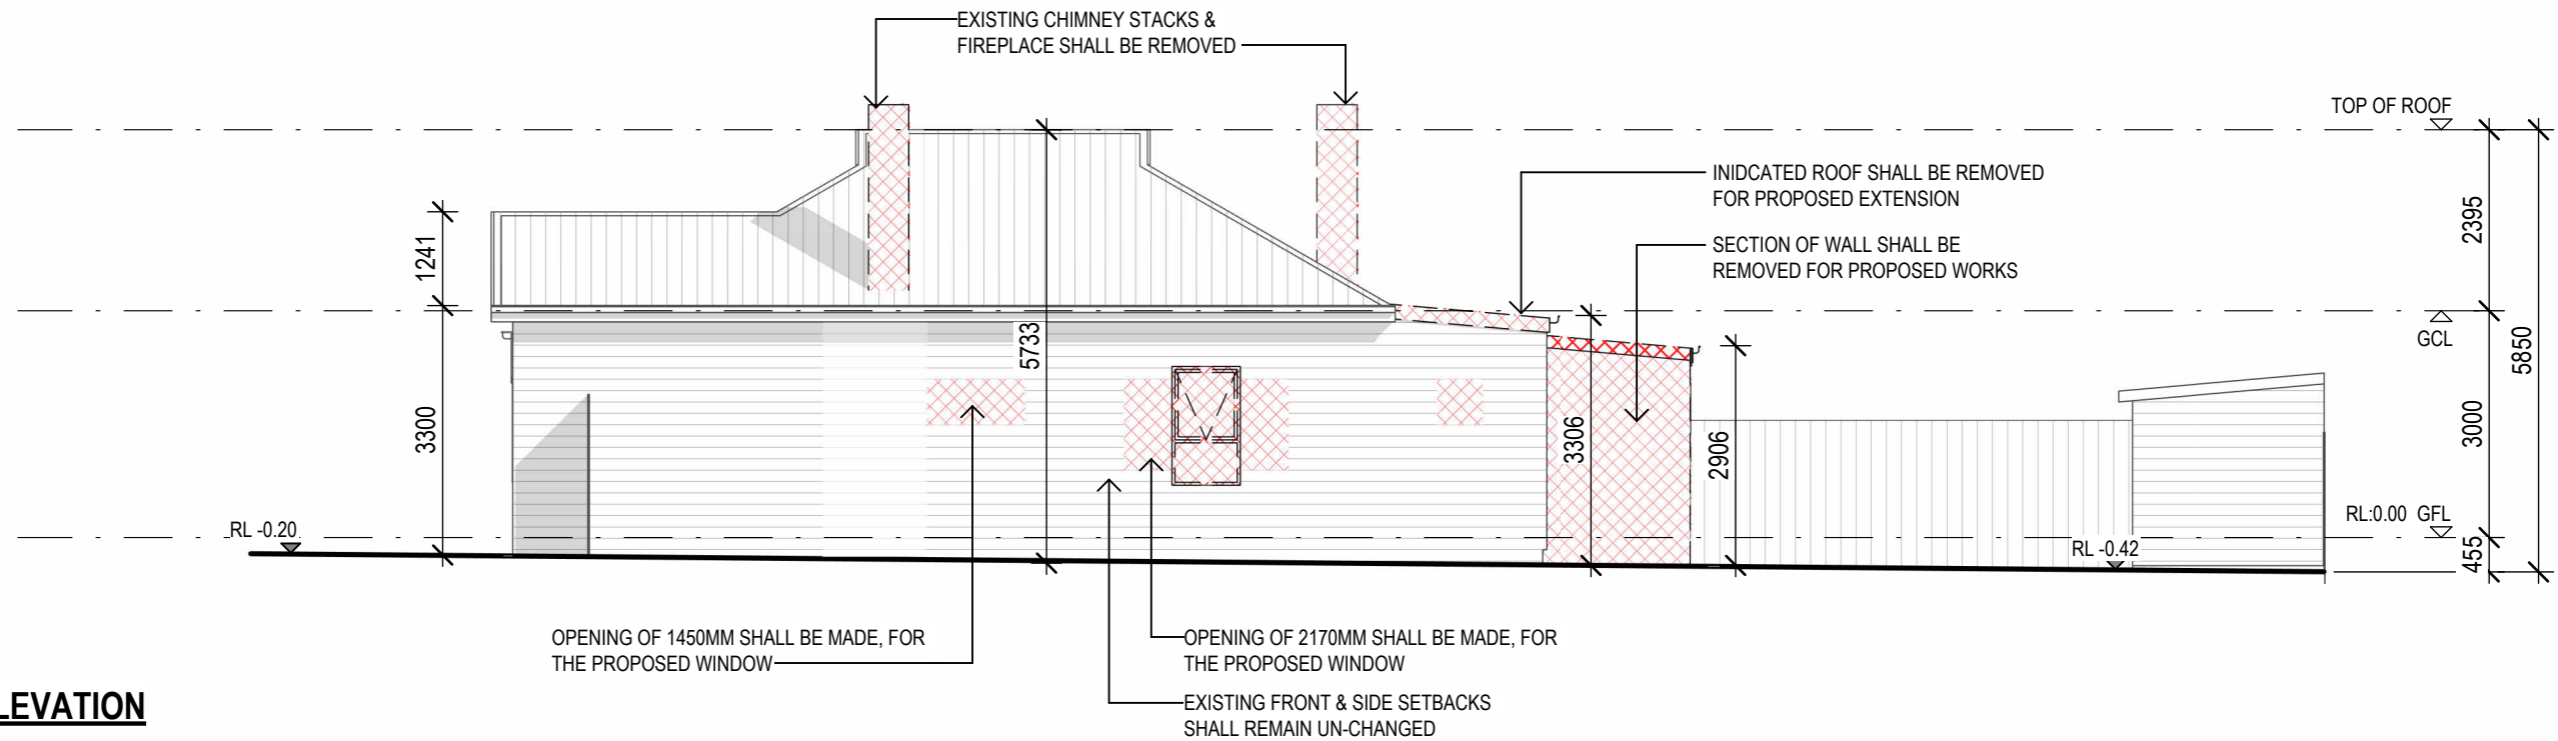 EXISTING CHIMNEY STACKS &
FIREPLACE SHALL BE REMOVED
TOP OF ROOF
INIDCATED ROOF SHALL BE REMOVED
FOR PROPOSED EXTENSION
SECTION OF WALL SHALL BE
REMOVED FOR PROPOSED WORKS
1241
3300
5733
3306
2906
2395
GCL
5850
3000
RL -0.20
RL:0.00 GFL
RL -0.42
455
OPENING OF 1450MM SHALL BE MADE, FOR
THE PROPOSED WINDOW
OPENING OF 2170MM SHALL BE MADE, FOR
THE PROPOSED WINDOW
EXISTING FRONT & SIDE SETBACKS
SHALL REMAIN UN-CHANGED
LEVATION